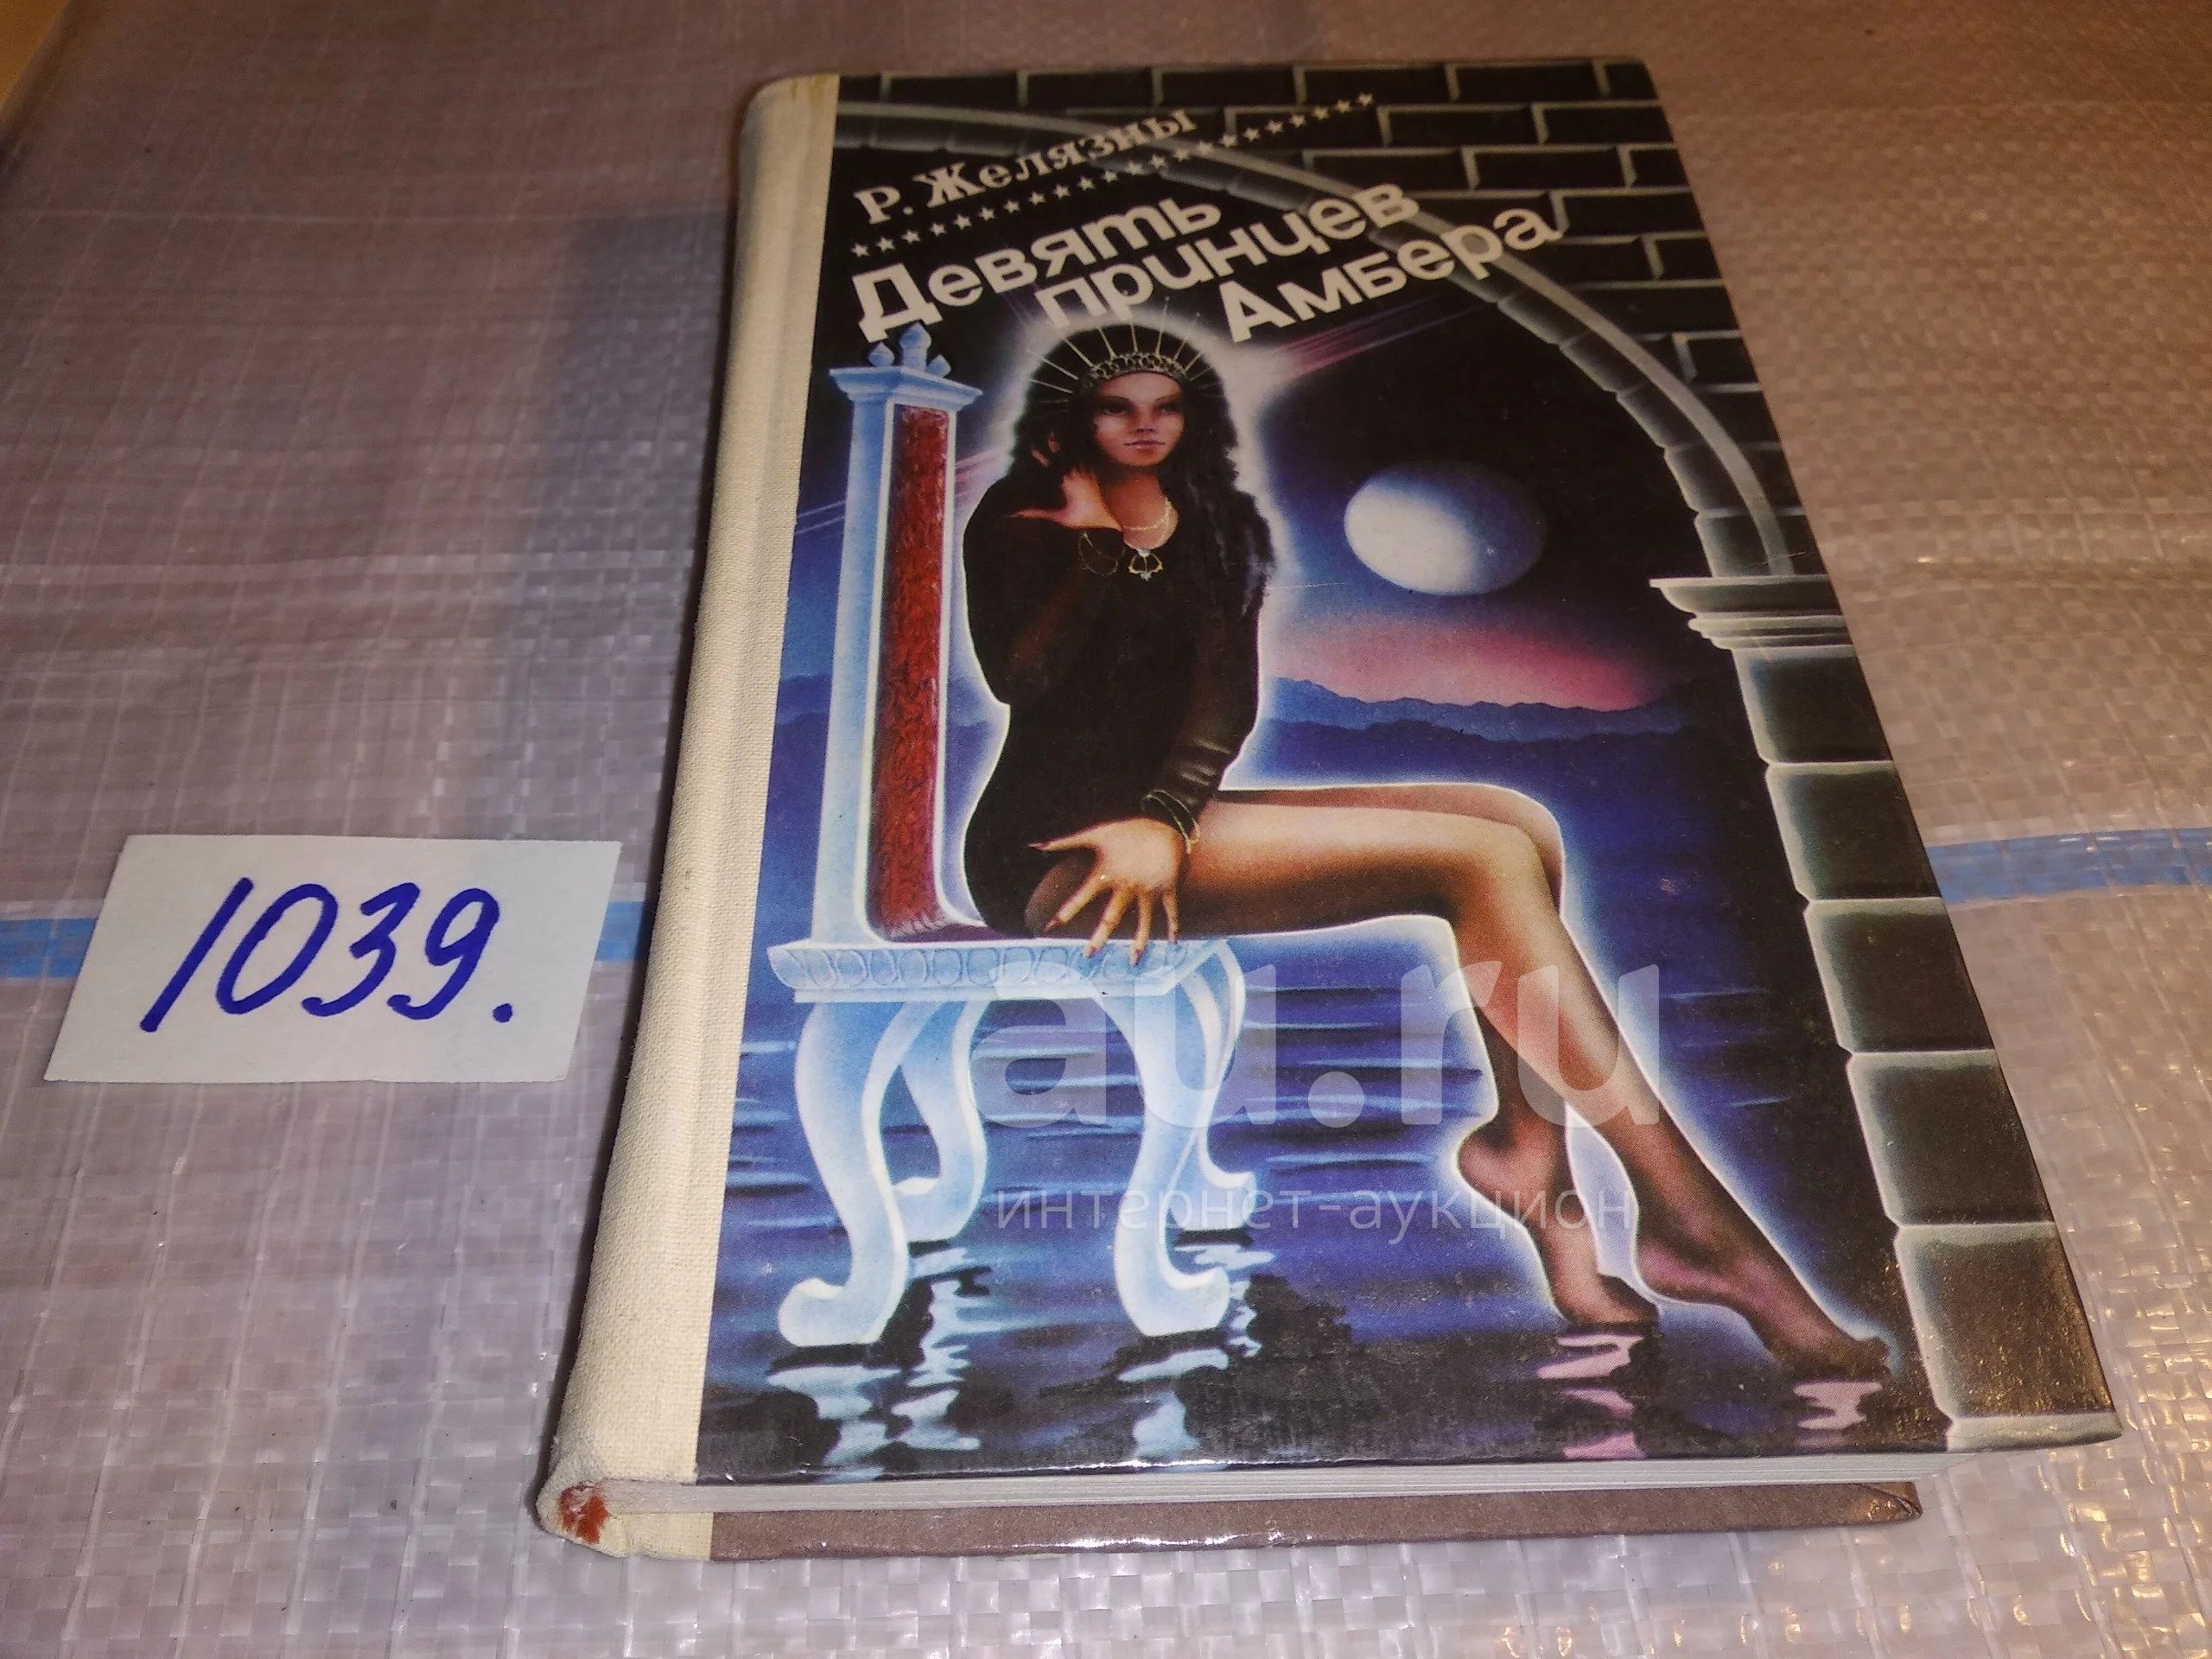 Р. Желязны
Девять
принцев
Амбера
1039.
au.ru
интернет-аукцион